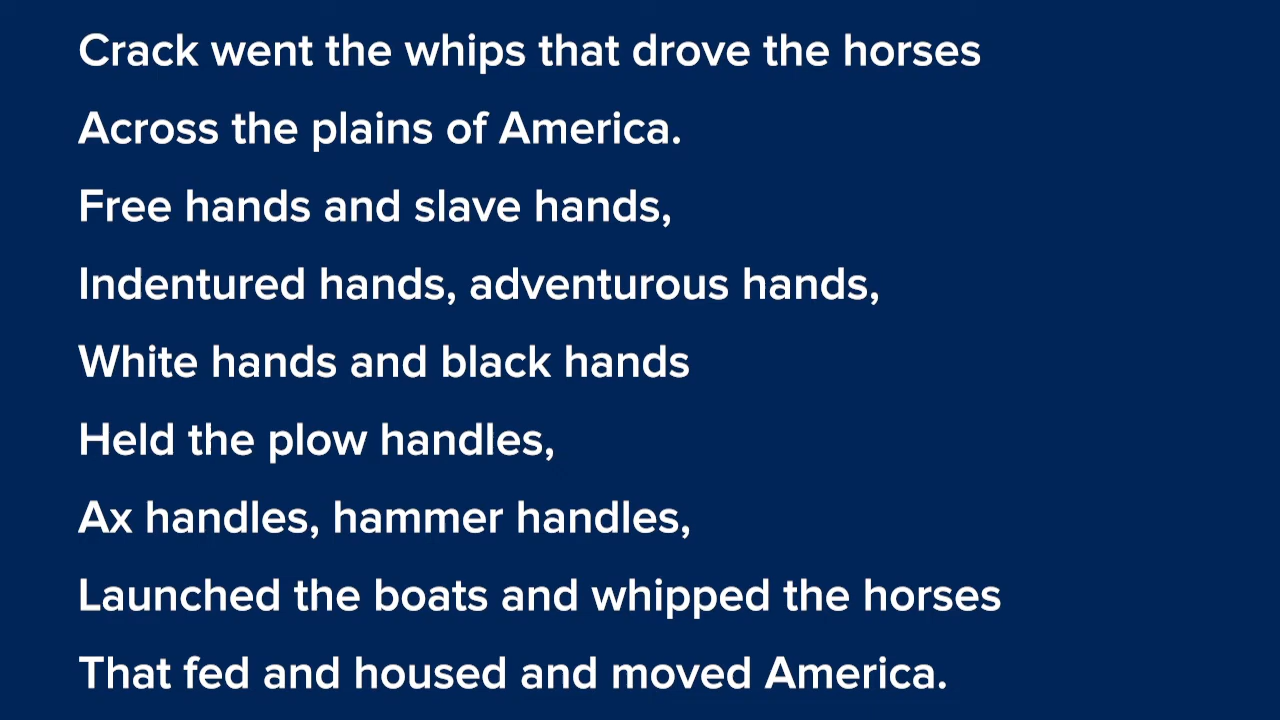 Crack went the whips that drove the horses
Across the plains of America.
Free hands and slave hands,
Indentured hands, adventurous hands,
White hands and black hands
Held the plow handles,
Ax handles, hammer handles,
Launched the boats and whipped the horses
That fed and housed and moved America.